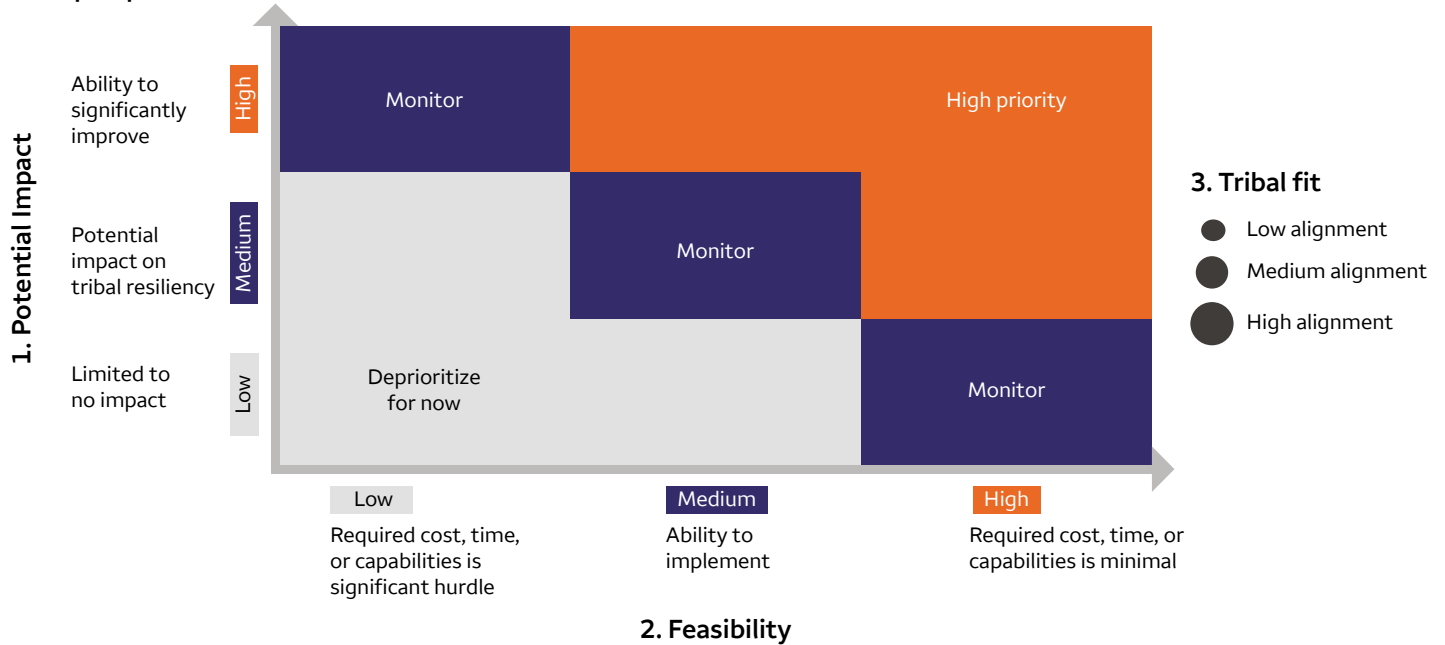 1. Potential Impact
Ability to
significantly
improve
High
Monitor
High priority
Potential
impact on
tribal resiliency
Medium
Monitor
Limited to
no impact
Low
Deprioritize
for now
Monitor
3. Tribal fit
Low alignment
Medium alignment
High alignment
Low
Required cost, time,
or capabilities is
significant hurdle
Medium
Ability to
implement
High
Required cost, time, or
capabilities is minimal
2. Feasibility